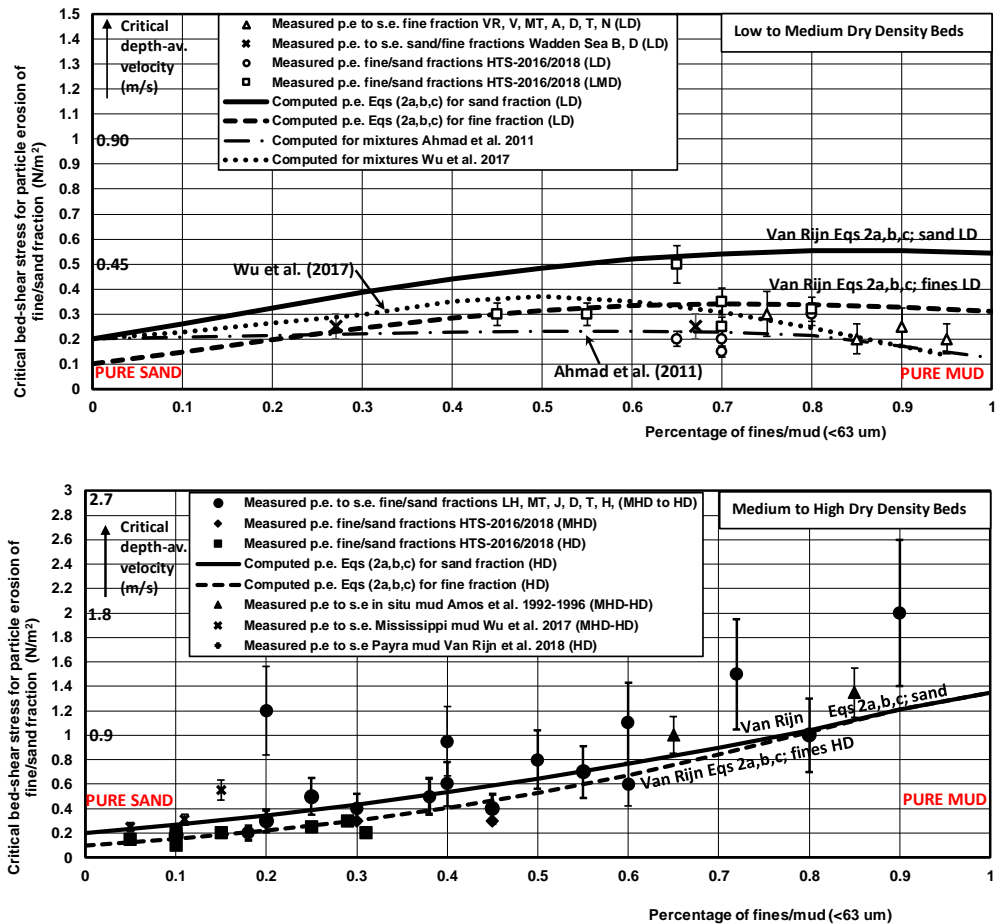 Critical bed-shear stress for particle erosion of
fine/sand fraction (N/m²)
1.5
1.4
1.3
1.2
1.1
1
0.9
0.8
0.7
0.6
0.5
0.4
0.3
0.2
0.1
0
Critical
depth-av.
velocity
(m/s)
0.90
0.45
Measured p.e to s.e. fine fraction VR, V, MT, A, D, T, N (LD)
Measured p.e. to s.e. sand/fine fractions Wadden Sea B, D (LD)
Measured p.e. fine/sand fractions HTS-2016/2018 (LD)
Measured p.e. fine/sand fractions HTS-2016/2018 (LMD)
Computed p.e. Eqs (2a,b,c) for sand fraction (LD)
Computed p.e. Eqs (2a,b,c) for fine fraction (LD)
Computed for mixtures Ahmad et al. 2011
Computed for mixtures Wu et al. 2017
Low to Medium Dry Density Beds
Van Rijn Eqs 2a,b,c; sand LD
Wu et al. (2017)
Van Rijn Eqs 2a,b,c; fines LD
Ahmad et al. (2011)
PURE SAND
PURE MUD
0 0.1 0.2 0.3 0.4 0.5 0.6 0.7 0.8 0.9 1
Percentage of fines/mud (<63 um)
Critical bed-shear stress for particle erosion of
fine/sand fraction (N/m²)
3
2.8
2.6
2.4
2.2
2
1.8
1.6
1.4
1.2
1
0.8
0.6
0.4
0.2
0
2.7
Critical
depth-av.
velocity
(m/s)
1.8
0.9
Measured p.e to s.e. fine/sand fractions LH, MT, J, D, T, H, (MHD to HD)
Measured p.e. fine/sand fractions HTS-2016/2018 (MHD)
Measured p.e. fine/sand fractions HTS-2016/2018 (HD)
Computed p.e. Eqs (2a,b,c) for sand fraction (HD)
Computed p.e. Eqs (2a,b,c) for fine fraction (HD)
Measured p.e to s.e in situ mud Amos et al. 1992-1996 (MHD-HD)
Measured p.e to s.e. Mississippi mud Wu et al. 2017 (MHD-HD)
Measured p.e to s.e Payra mud Van Rijn et al. 2018 (HD)
Medium to High Dry Density Beds
Van Rijn Eqs 2a,b,c; sand
Van Rijn Eqs 2a,b,c; fines HD
PURE SAND
PURE MUD
0 0.1 0.2 0.3 0.4 0.5 0.6 0.7 0.8 0.9 1
Percentage of fines/mud (<63 um)